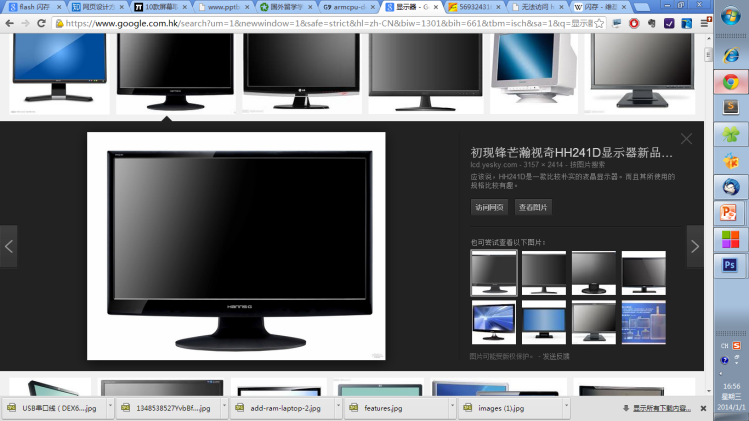 flash 闪存
网页设计
10款屏幕
www.pptb
国外留学
armcpu-d
显示器 - G
56932431
无法访问 h
闪存 - 维
https://www.google.com.hk/search?um=1&newwindow=1&safe=strict&hl=zh-CN&biw=1301&bih=661&tbm=isch&sa=1&q=显示
初现锋芒瀚视奇HH241D显示器新品...
lcd.yesky.com - 3157 × 2414 - 按图片搜索
应该说，HH241D是一款比较朴实的液晶显示器。而且其所使用的
规格比较有趣。
访问网页
查看图片
也可尝试查看以下图片：
HANNS.G
图片可能受版权保护。 - 发送反馈
USB串口线（DEX6....jpg
1348538527YvbBf....jpg
add-ram-laptop-2.jpg
features.jpg
images (1).jpg
显示所有下载内容...
CH
16:56
星期三
2014/1/1